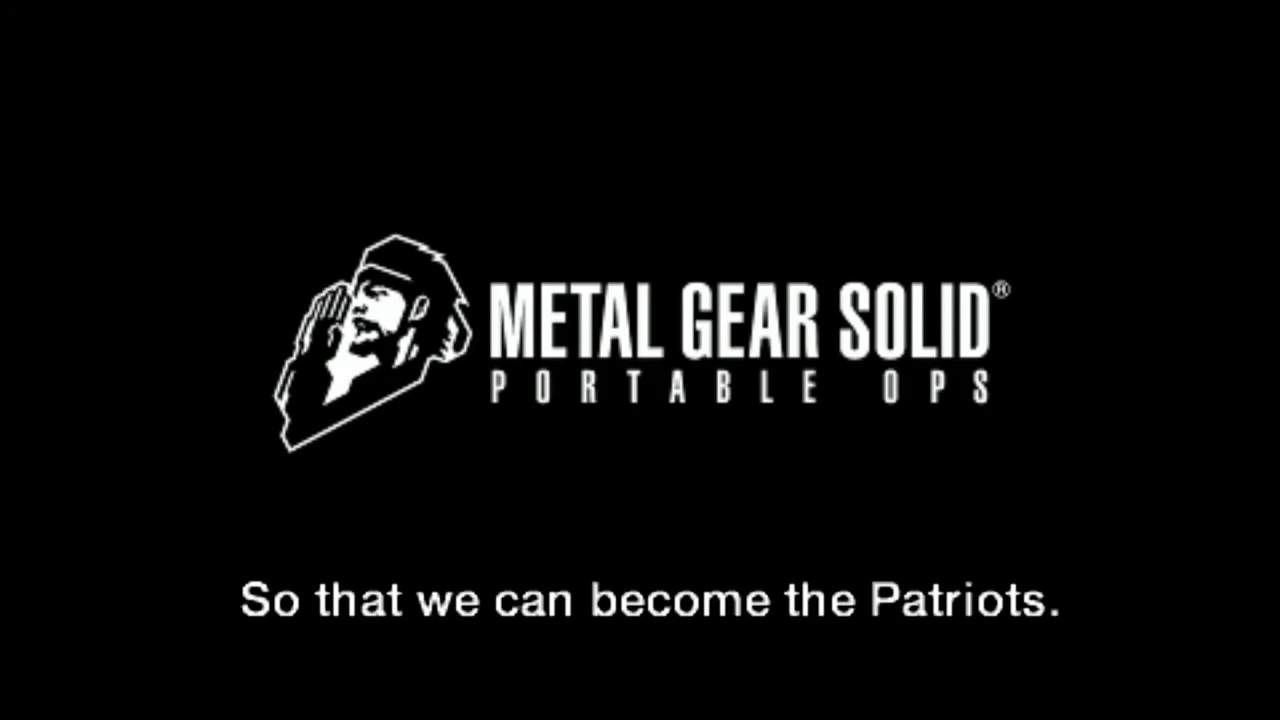 METAL GEAR SOLID®
PORTABLE OPS
So that we can become the Patriots.